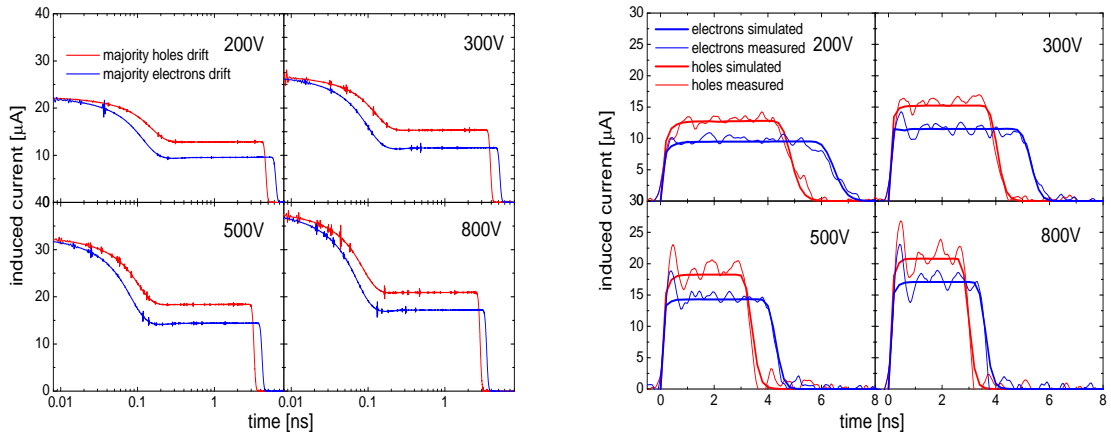 40
30
20
10
40
30
20
10
0
induced current [µA]
majority holes drift
majority electrons drift
200V
300V
500V
800V
0.01 0.1 1 0.01 0.1 1
time [ns]
30
25
20
15
10
5
30
25
20
15
10
5
0
induced current [µA]
electrons simulated
electrons measured
holes simulated
holes measured
200V
300V
500V
800V
0 2 4 6 8 0 2 4 6 8
time [ns]